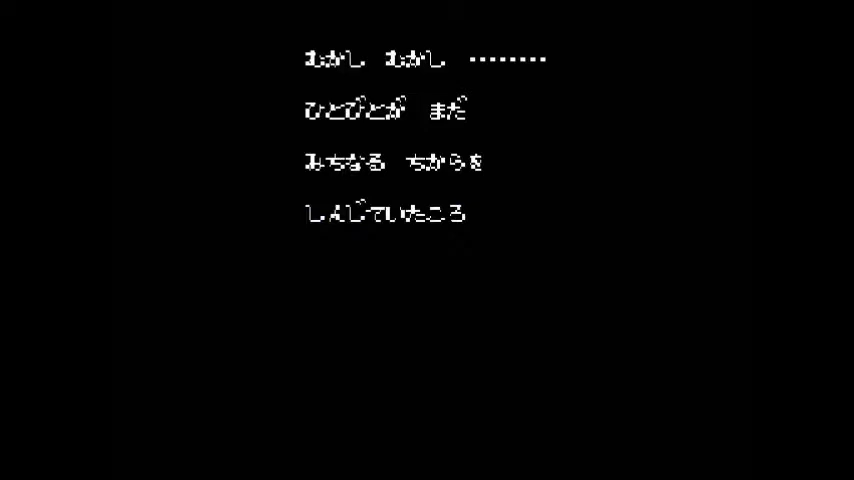 むかし　むかし　････････
ひとびとが　まだ
みちなる　ちからを
しんじていたころ